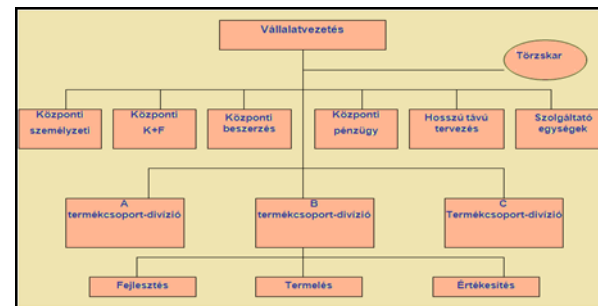 Vállalatvezetés
Törzskar
Központi
személyzeti
Központi
K+F
Központi
beszerzés
Központi
pénzügy
Hosszú távú
tervezés
Szolgáltató
egységek
A
termékcsoport-divízió
B
termékcsoport-divízió
C
Termékcsoport-divízió
Fejlesztés
Termelés
Értékesítés